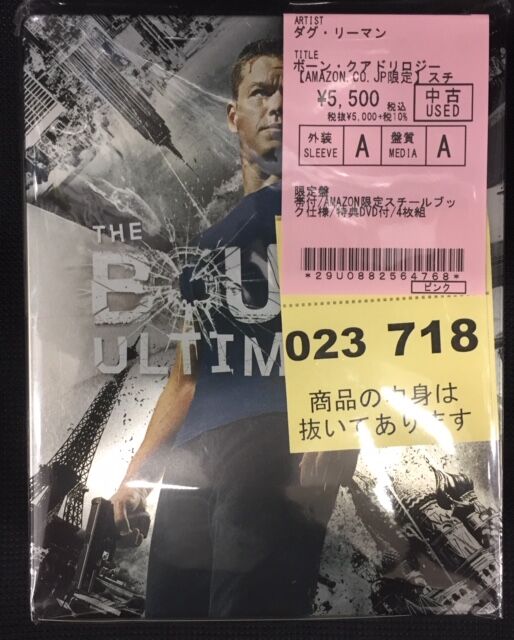 ARTIST
ダグ・リーマン
TITLE
ボーン・クアドリロジー
【AMAZON.CO.JP限定】スチ
¥5,500 税込
税抜¥5,000+税10%
中古
USED
外装
SLEEVE
A
盤質
MEDIA
A
限定盤
帯付/AMAZON限定スチールブッ
ク仕様/特典DVD付/4枚組
*29U0882564768*
ピンク
THE
B U
ULTIM
023 718
商品の中身は
抜いてあります